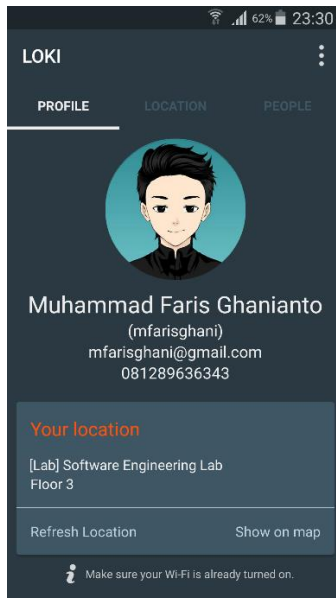 62% 23:30
LOKI
PROFILE LOCATION PEOPLE
Muhammad Faris Ghanianto
(mfarisghani)
mfarisghani@gmail.com
081289636343
Your location
[Lab] Software Engineering Lab
Floor 3
Refresh Location Show on map
i Make sure your Wi-Fi is already turned on.